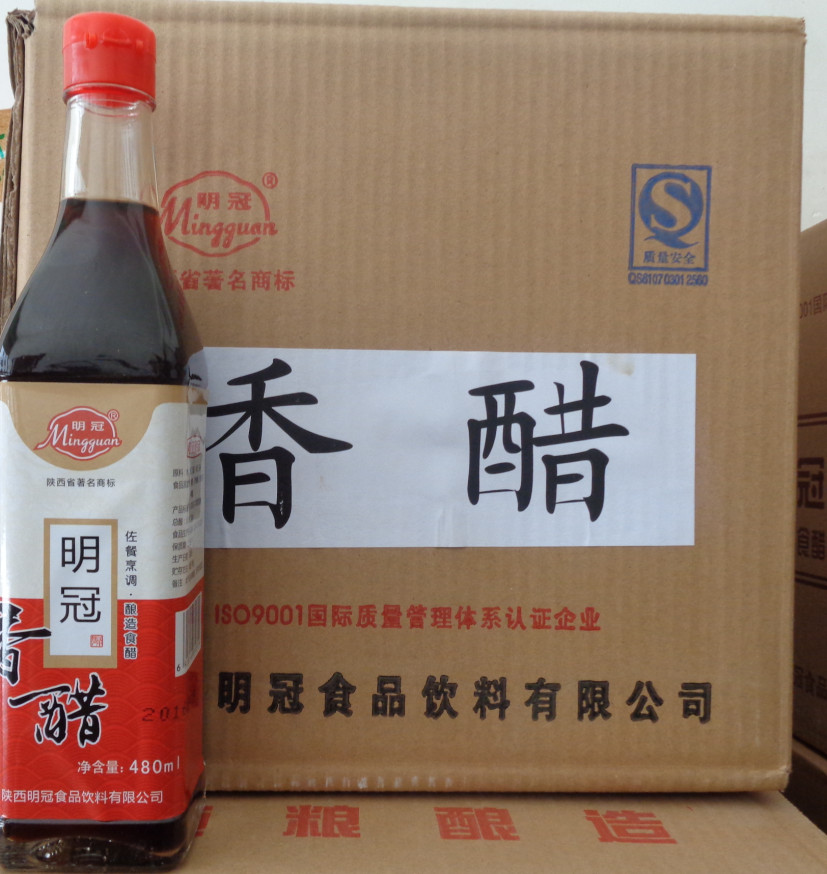 明冠
Mingguan
®
省著名商标
质量安全
QS6107 0301 2560
香 醋
ISO9001国际质量管理体系认证企业
明冠食品饮料有限公司
明冠
Mingguan
®
陕西省著名商标
明冠
佐餐烹调·酿造食醋
香醋
净含量：480ml
陕西明冠食品饮料有限公司
粮 酿 造
冠
食醋